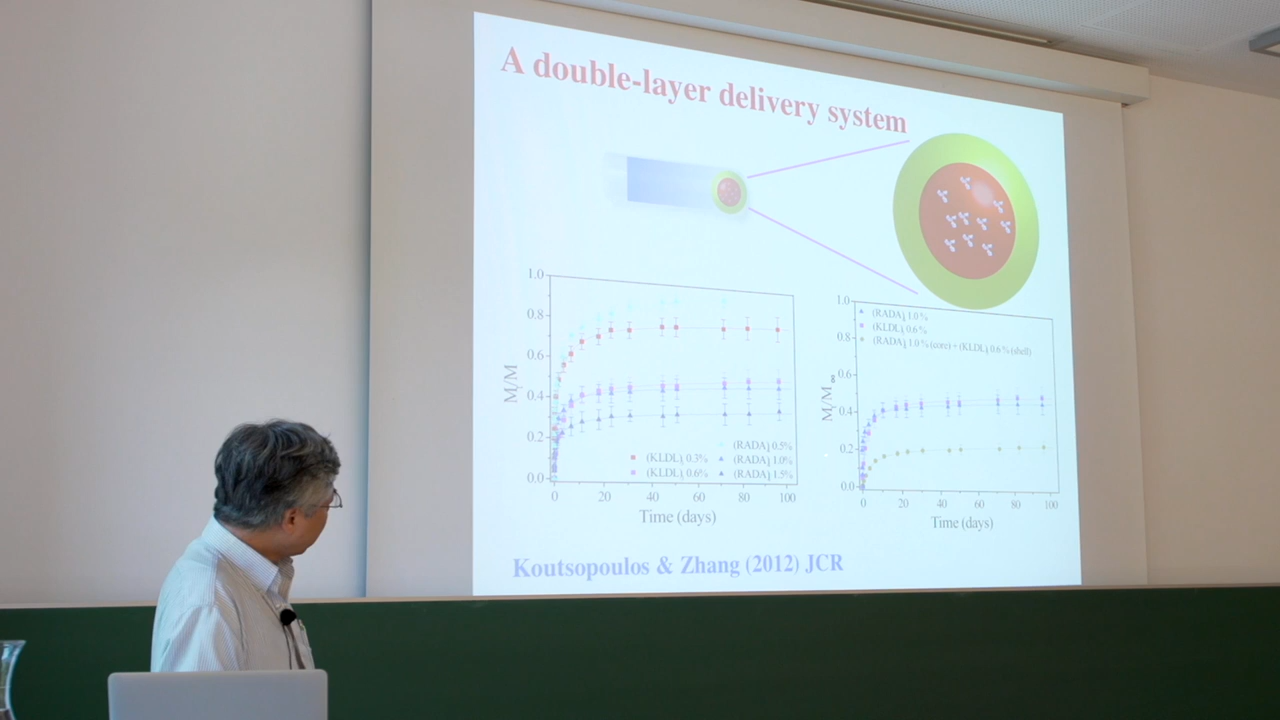 A double-layer delivery system
1.0
0.8
0.6
0.4
0.2
0.0
M/M
0
20
40
60
80
100
Time (days)
(RADA) 0.5%
(KLDL) 0.3%
(RADA) 1.0%
(KLDL) 0.6%
(RADA) 1.5%
1.0
0.8
0.6
0.4
0.2
0.0
M/M∞
0
20
40
60
80
100
Time (days)
(RADA) 1.0 %
(KLDL) 0.6 %
(RADA) 1.0 % (core) + (KLDL) 0.6 % (shell)
Koutsopoulos & Zhang (2012) JCR